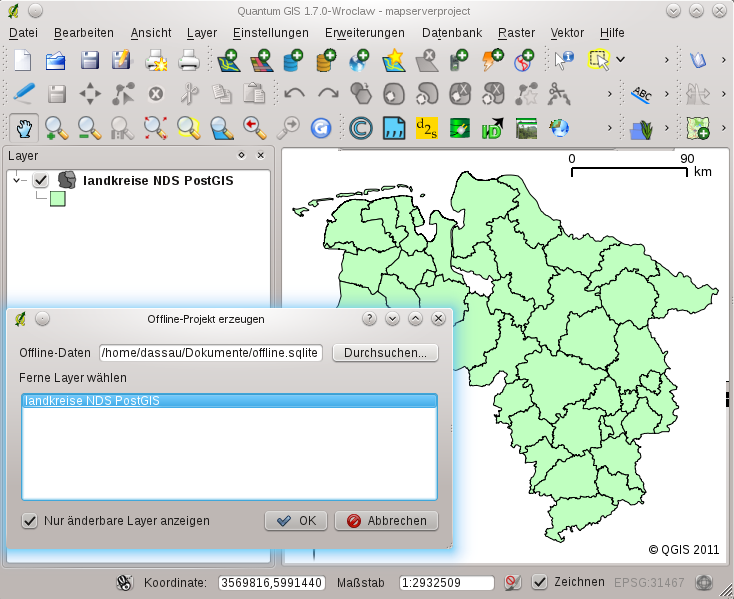 Quantum GIS 1.7.0-Wroclaw - mapserverproject
Datei Bearbeiten Ansicht Layer Einstellungen Erweiterungen Datenbank Raster Vektor Hilfe
ABC
d2s
ID
Layer
landkreise NDS PostGIS
0 90
km
Offline-Projekt erzeugen
Offline-Daten /home/dassau/Dokumente/offline.sqlite Durchsuchen...
Ferne Layer wählen
landkreise NDS PostGIS
Nur änderbare Layer anzeigen OK Abbrechen
© QGIS 2011
Koordinate: 3569816,5991440 Maßstab 1:2932509 Zeichnen EPSG:31467